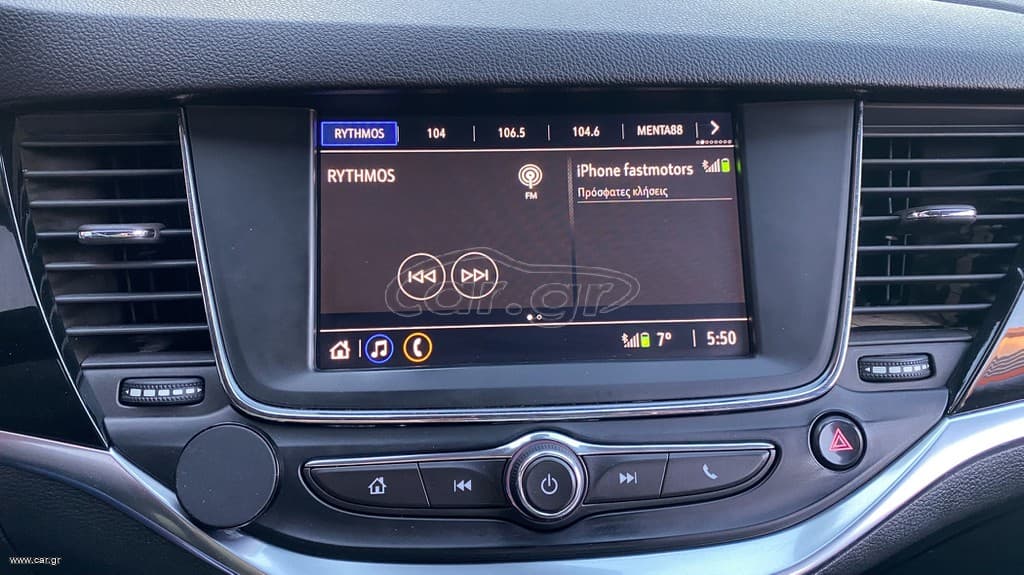 RYTHMOS 104 106.5 104.6 MENTA88
RYTHMOS
FM
iPhone fastmotors
Πρόσφατες κλήσεις
car.gr
7° 5:50
www.car.gr